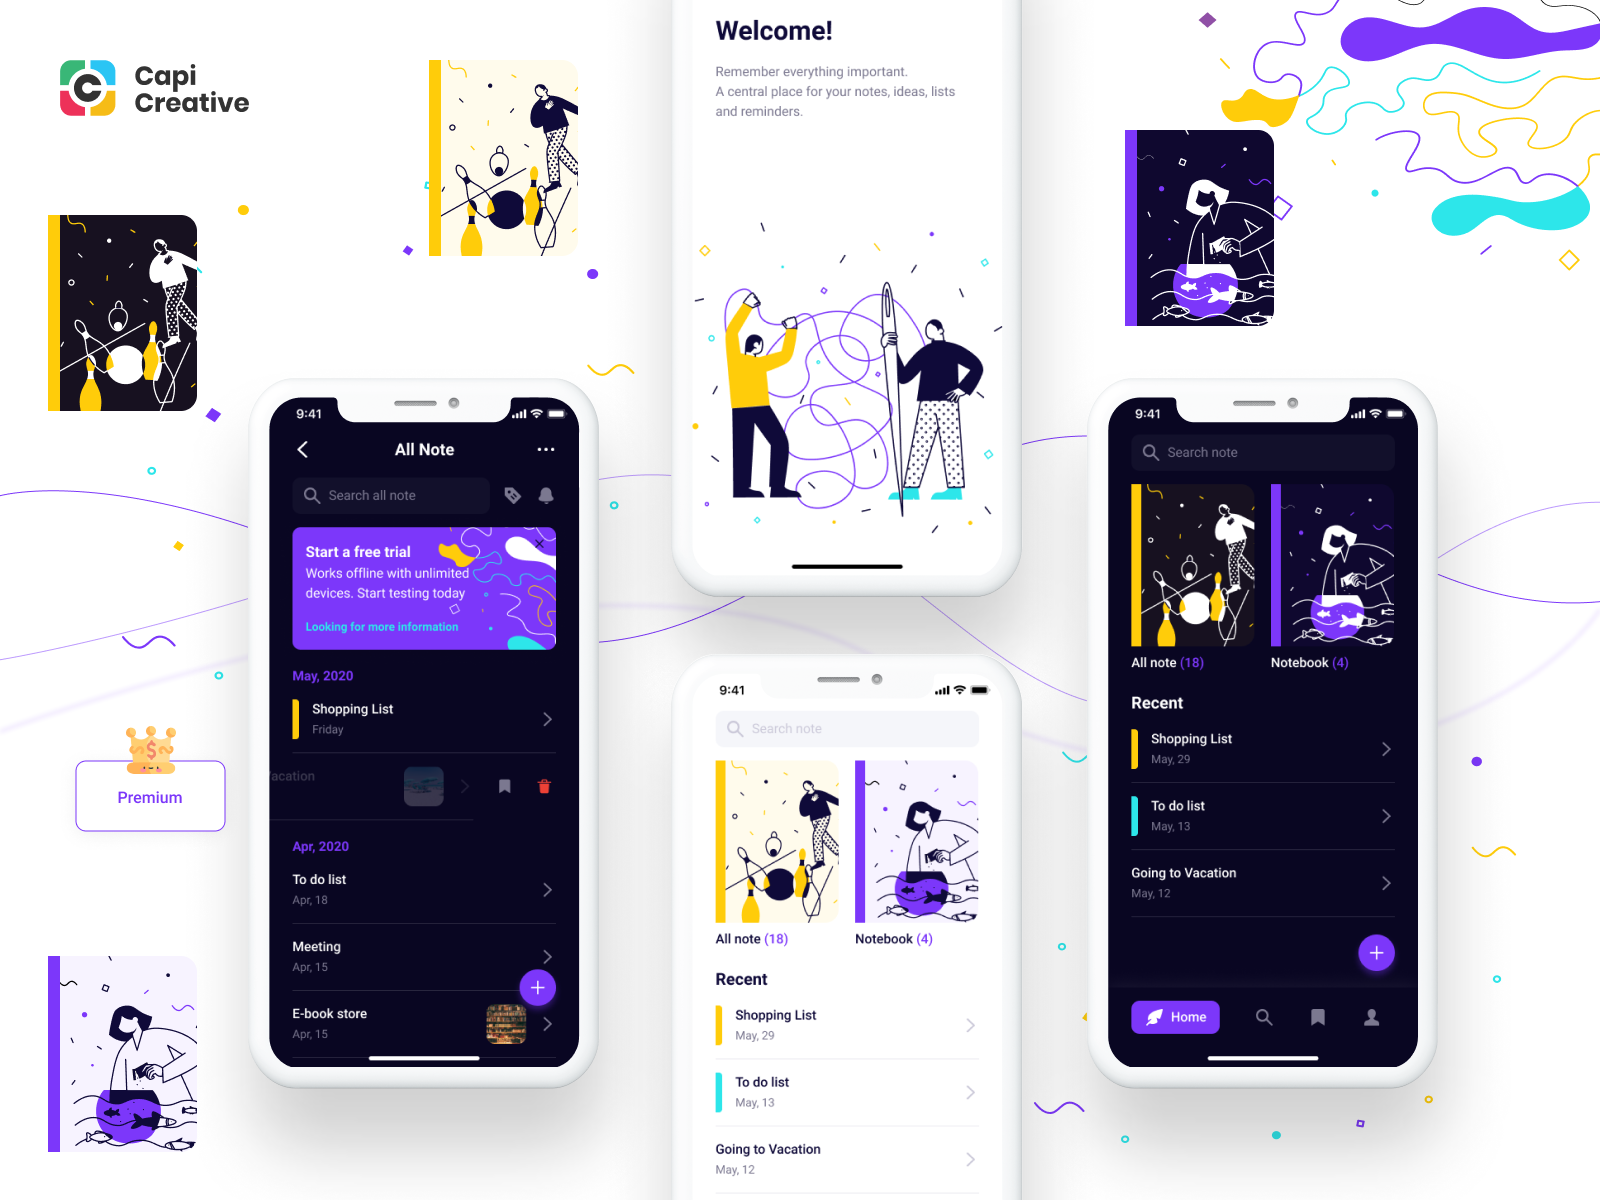 Capi
Creative
Welcome!
Remember everything important.
A central place for your notes, ideas, lists
and reminders.
9:41
All Note
Search all note
Start a free trial
Works offline with unlimited
devices. Start testing today
Looking for more information
May, 2020
Shopping List
Friday
acation
Apr, 2020
To do list
Apr, 18
Meeting
Apr, 15
E-book store
Apr, 15
Premium
$
9:41
Search note
All note (18)
Notebook (4)
Recent
Shopping List
May, 29
To do list
May, 13
Going to Vacation
May, 12
9:41
Search note
All note (18)
Notebook (4)
Recent
Shopping List
May, 29
To do list
May, 13
Going to Vacation
May, 12
Home